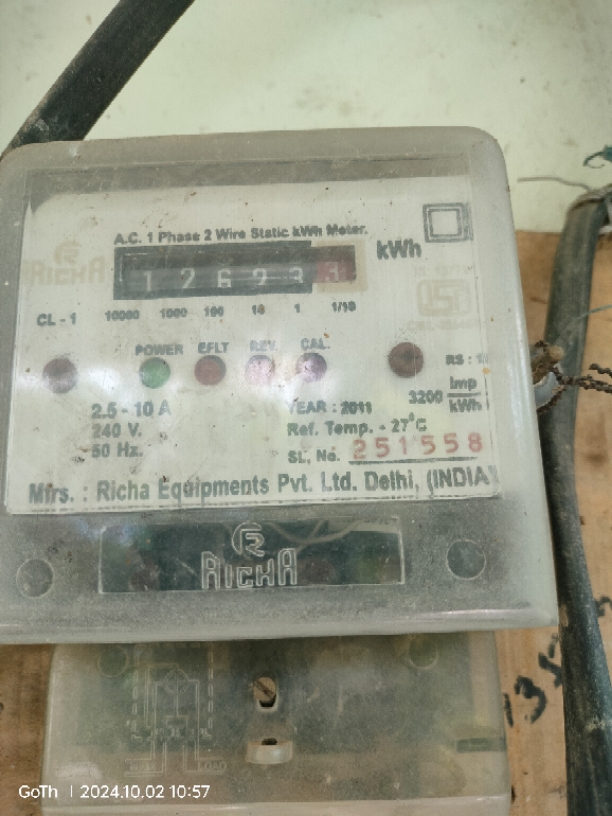 A.C. 1 Phase 2 Wire Static kWh Meter.
RICHA
126233 kWh
CL - 1 10000 1000 100 10 1 1/10
POWER EFLT REV. CAL.
2.5 - 10 A
240 V.
50 Hz.
YEAR : 2011
Ref. Temp. - 27°C
SL. No. 251558
3200 Imp/kWh
Mfrs. : Richa Equipments Pvt. Ltd. Delhi, (INDIA)
RICHA
LOAD
GoTh | 2024.10.02 10:57